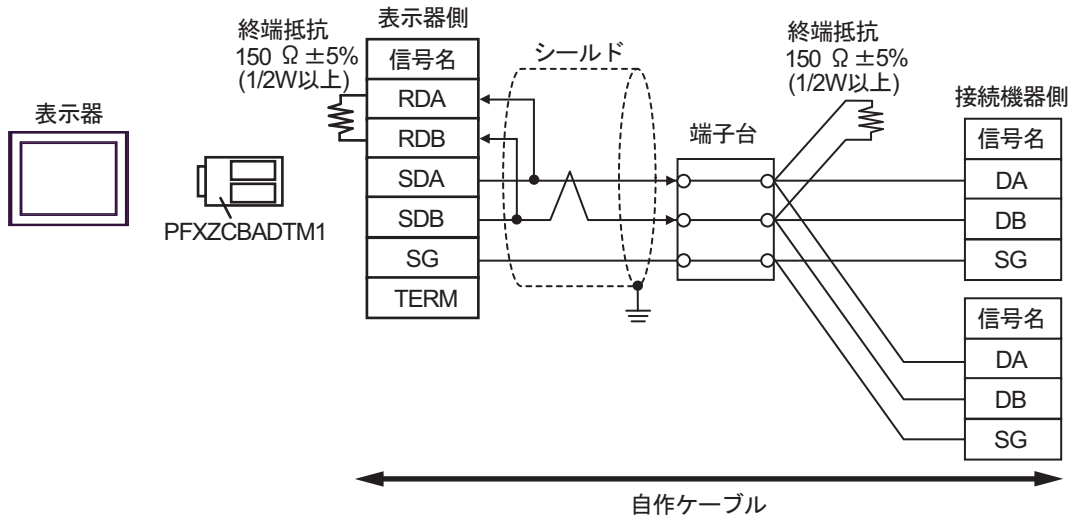 表示器
PFXZCBADTM1
終端抵抗
150 Ω ±5%
(1/2W以上)
表示器側
信号名
RDA
RDB
SDA
SDB
SG
TERM
シールド
端子台
終端抵抗
150 Ω ±5%
(1/2W以上)
接続機器側
信号名
DA
DB
SG
信号名
DA
DB
SG
自作ケーブル